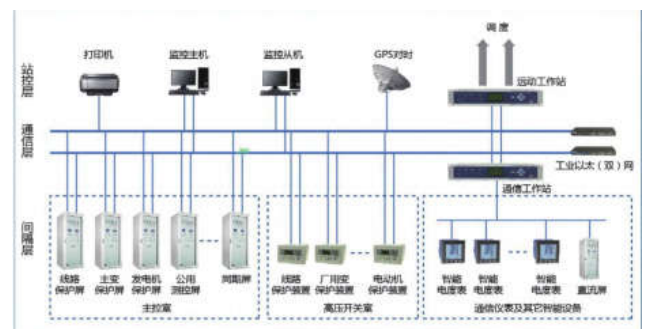 调度
打印机
监控主机
监控从机
GPS对时
站控层
远动工作站
通信层
工业以太（双）网
通信工作站
间隔层
线路
保护屏
主变
保护屏
发电机
保护屏
公用
测控屏
同期屏
线路
保护装置
厂用变
保护装置
电动机
保护装置
智能
电度表
智能
电度表
智能
电度表
直流屏
主控室
高压开关室
通信仪表及其它智能设备